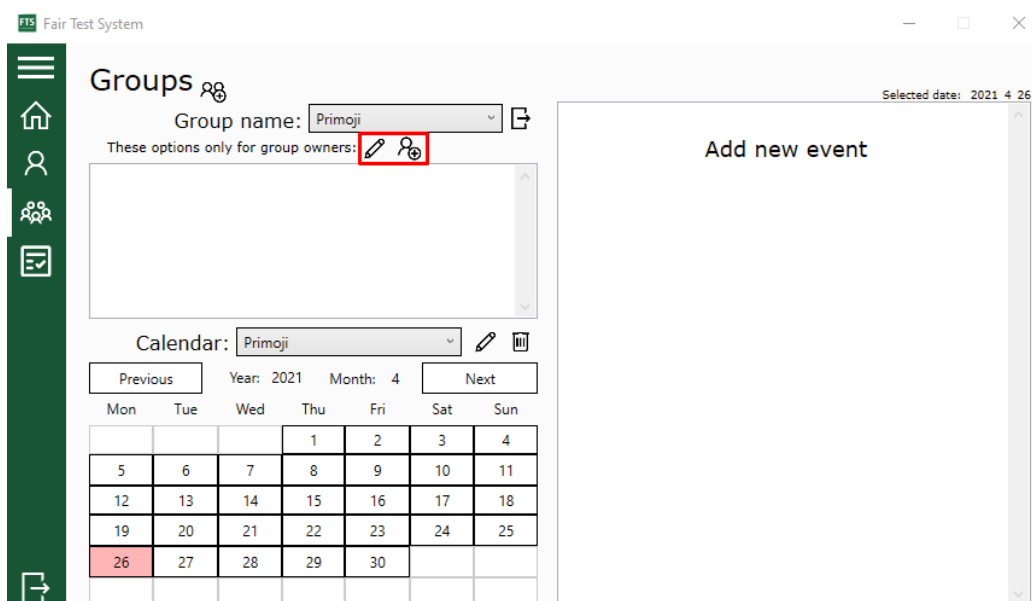 FTS Fair Test System
Groups
Selected date: 2021 4 26
Group name: Primoji
These options only for group owners:
Add new event
Calendar: Primoji
Previous Year: 2021 Month: 4 Next
Mon Tue Wed Thu Fri Sat Sun
1 2 3 4
5 6 7 8 9 10 11
12 13 14 15 16 17 18
19 20 21 22 23 24 25
26 27 28 29 30